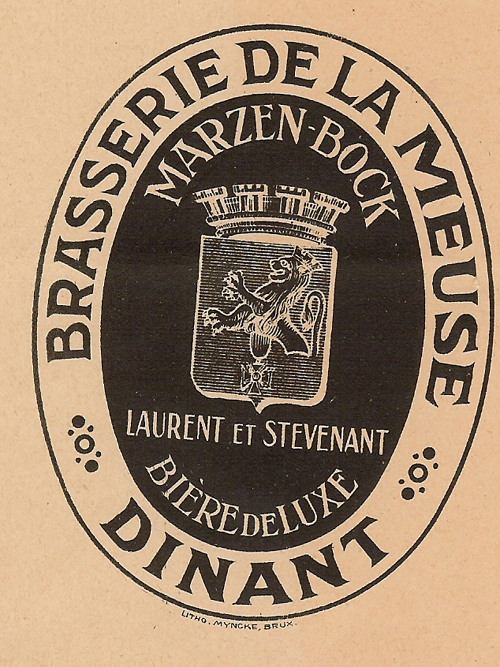 BRASSERIE DE LA MEUSE
MARZEN-BOCK
LAURENT ET STEVENANT
BIÈRE DE LUXE
DINANT
LITHO. MYNCKE, BRUX.